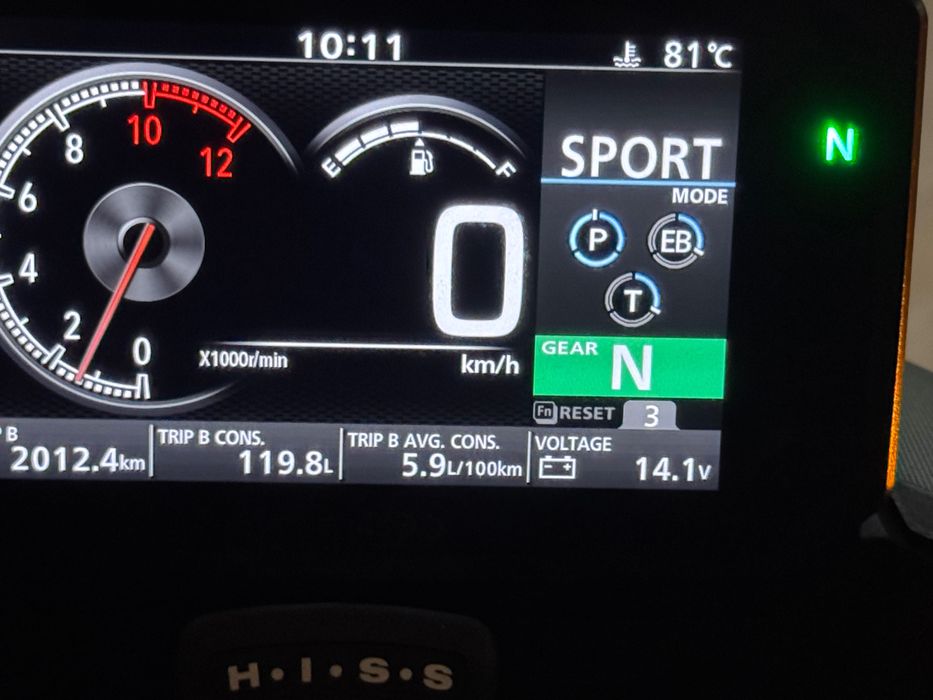 10:11
81°C
N
10
8
12
6
4
2
0
X1000r/min
E
F
0
km/h
SPORT
MODE
P
EB
T
GEAR
N
Fn RESET 3
B
TRIP B CONS.
TRIP B AVG. CONS.
VOLTAGE
2012.4km
119.8L
5.9L/100km
14.1V
H•I•S•S